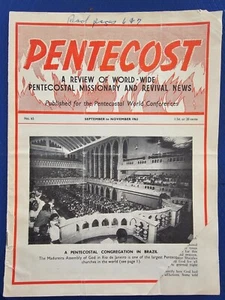 PENTECOST
A REVIEW OF WORLD-WIDE
PENTECOSTAL MISSIONARY AND REVIVAL NEWS
Published for the Pentecostal World Conferences
SEPTEMBER to NOVEMBER
A PENTECOSTAL CONGREGATION IN BRAZIL
The Madureira Assembly of God in Rio de Janeiro is one of the largest Pentecostal
churches in the world (see page